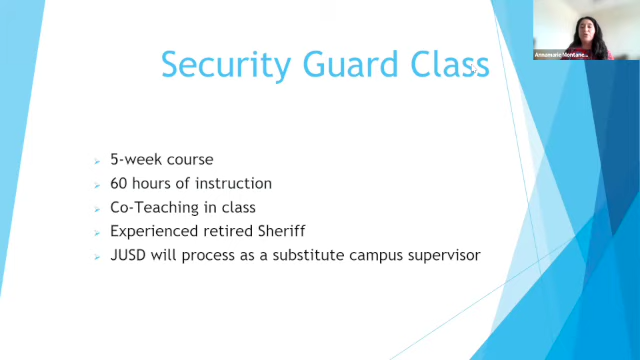 Annamarie Montane...
Security Guard Class
5-week course
60 hours of instruction
Co-Teaching in class
Experienced retired Sheriff
JUSD will process as a substitute campus supervisor